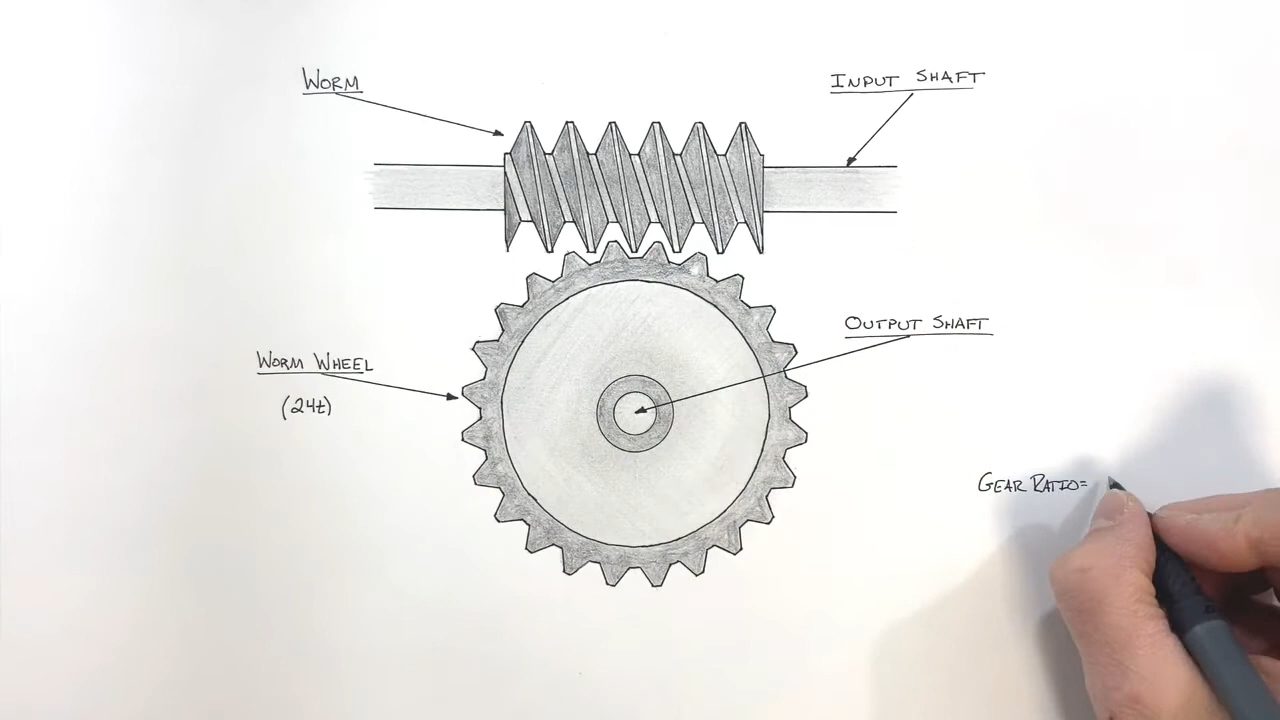 WORM
INPUT SHAFT
OUTPUT SHAFT
WORM WHEEL
(24t)
GEAR RATIO=